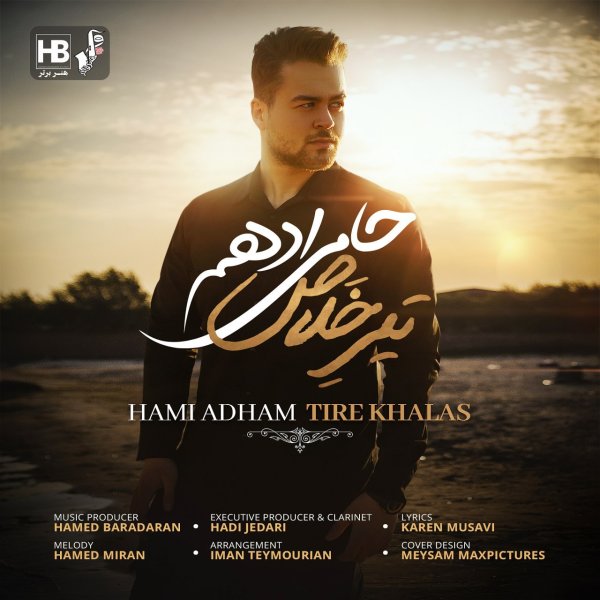 HB
هنر برتر
حامی ادهم
تیر خلاص
HAMI ADHAM TIRE KHALAS
MUSIC PRODUCER
HAMED BARADARAN
EXECUTIVE PRODUCER & CLARINET
HADI JEDARI
LYRICS
KAREN MUSAVI
MELODY
HAMED MIRAN
ARRANGEMENT
IMAN TEYMOURIAN
COVER DESIGN
MEYSAM MAXPICTURES